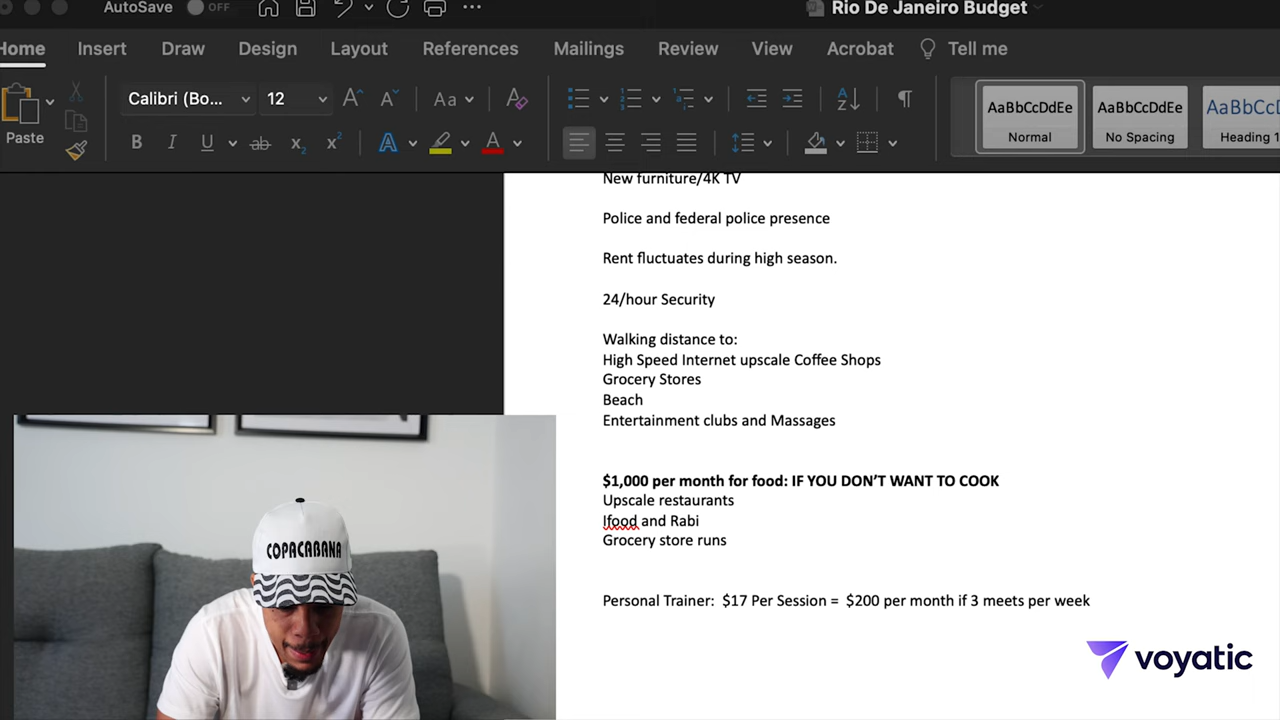 AutoSave OFF
Rio De Janeiro Budget
Home Insert Draw Design Layout References Mailings Review View Acrobat Tell me
Paste
Calibri (Bo... 12
AaBbCcDdEe AaBbCcDdEe AaBbCcD
Normal No Spacing Heading 1
New furniture/4K TV
Police and federal police presence
Rent fluctuates during high season.
24/hour Security
Walking distance to:
High Speed Internet upscale Coffee Shops
Grocery Stores
Beach
Entertainment clubs and Massages
$1,000 per month for food: IF YOU DON’T WANT TO COOK
Upscale restaurants
Ifood and Rabi
Grocery store runs
Personal Trainer: $17 Per Session = $200 per month if 3 meets per week
COPACABANA
voyatic